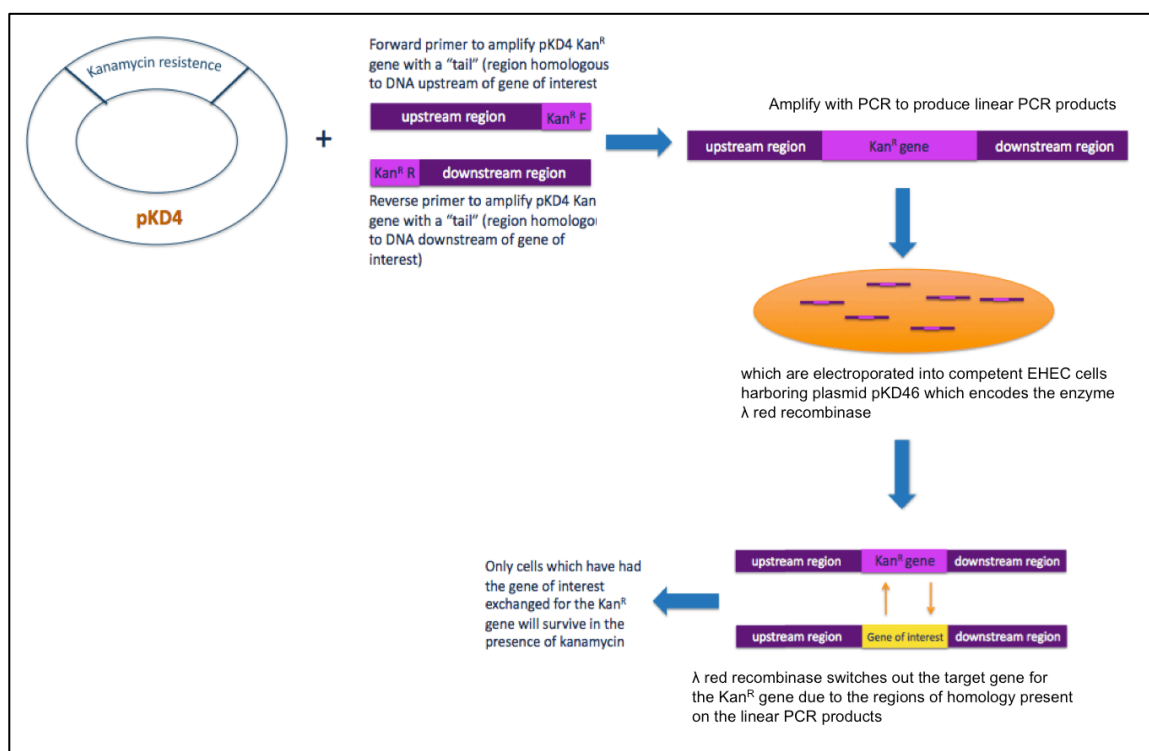 Kanamycin resistence
pKD4
+
Forward primer to amplify pKD4 Kanᴿ
gene with a “tail” (region homologous
to DNA upstream of gene of interest
upstream region KanᴿF
Kanᴿ R downstream region
Reverse primer to amplify pKD4 Kan
gene with a “tail” (region homologou
to DNA downstream of gene of
interest)
Amplify with PCR to produce linear PCR products
upstream region Kanᴿ gene downstream region
which are electroporated into competent EHEC cells
harboring plasmid pKD46 which encodes the enzyme
λ red recombinase
upstream region Kanᴿ gene downstream region
upstream region Gene of interest downstream region
λ red recombinase switches out the target gene for
the Kanᴿ gene due to the regions of homology present
on the linear PCR products
Only cells which have had
the gene of interest
exchanged for the Kanᴿ
gene will survive in the
presence of kanamycin